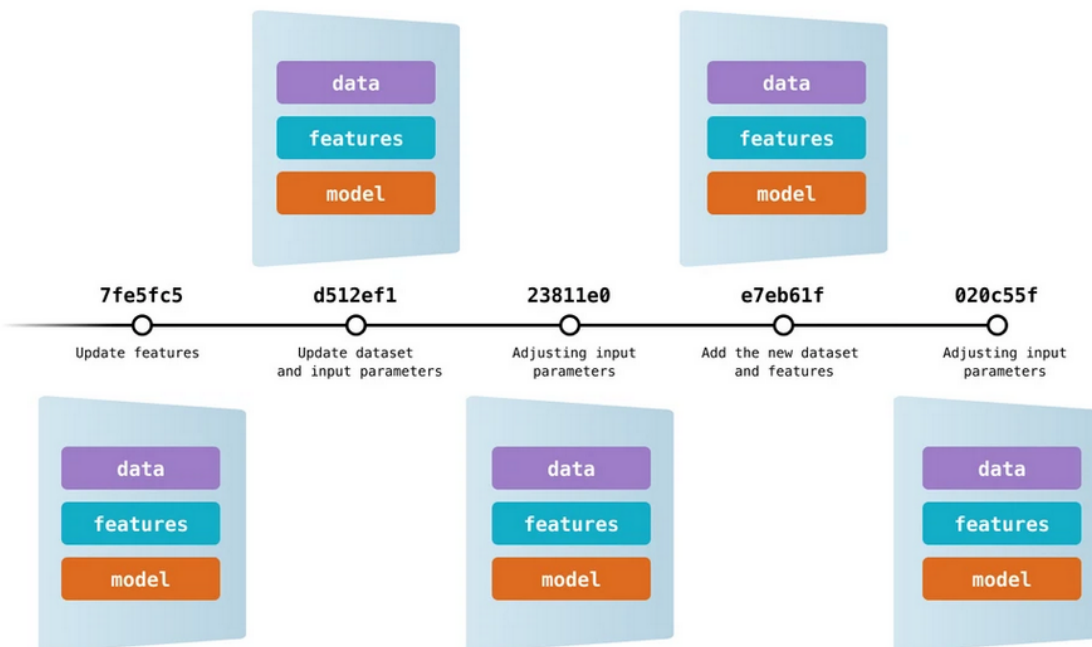 data
features
model
data
features
model
7fe5fc5
d512ef1
23811e0
e7eb61f
020c55f
Update features
Update dataset
and input parameters
Adjusting input
parameters
Add the new dataset
and features
Adjusting input
parameters
data
features
model
data
features
model
data
features
model